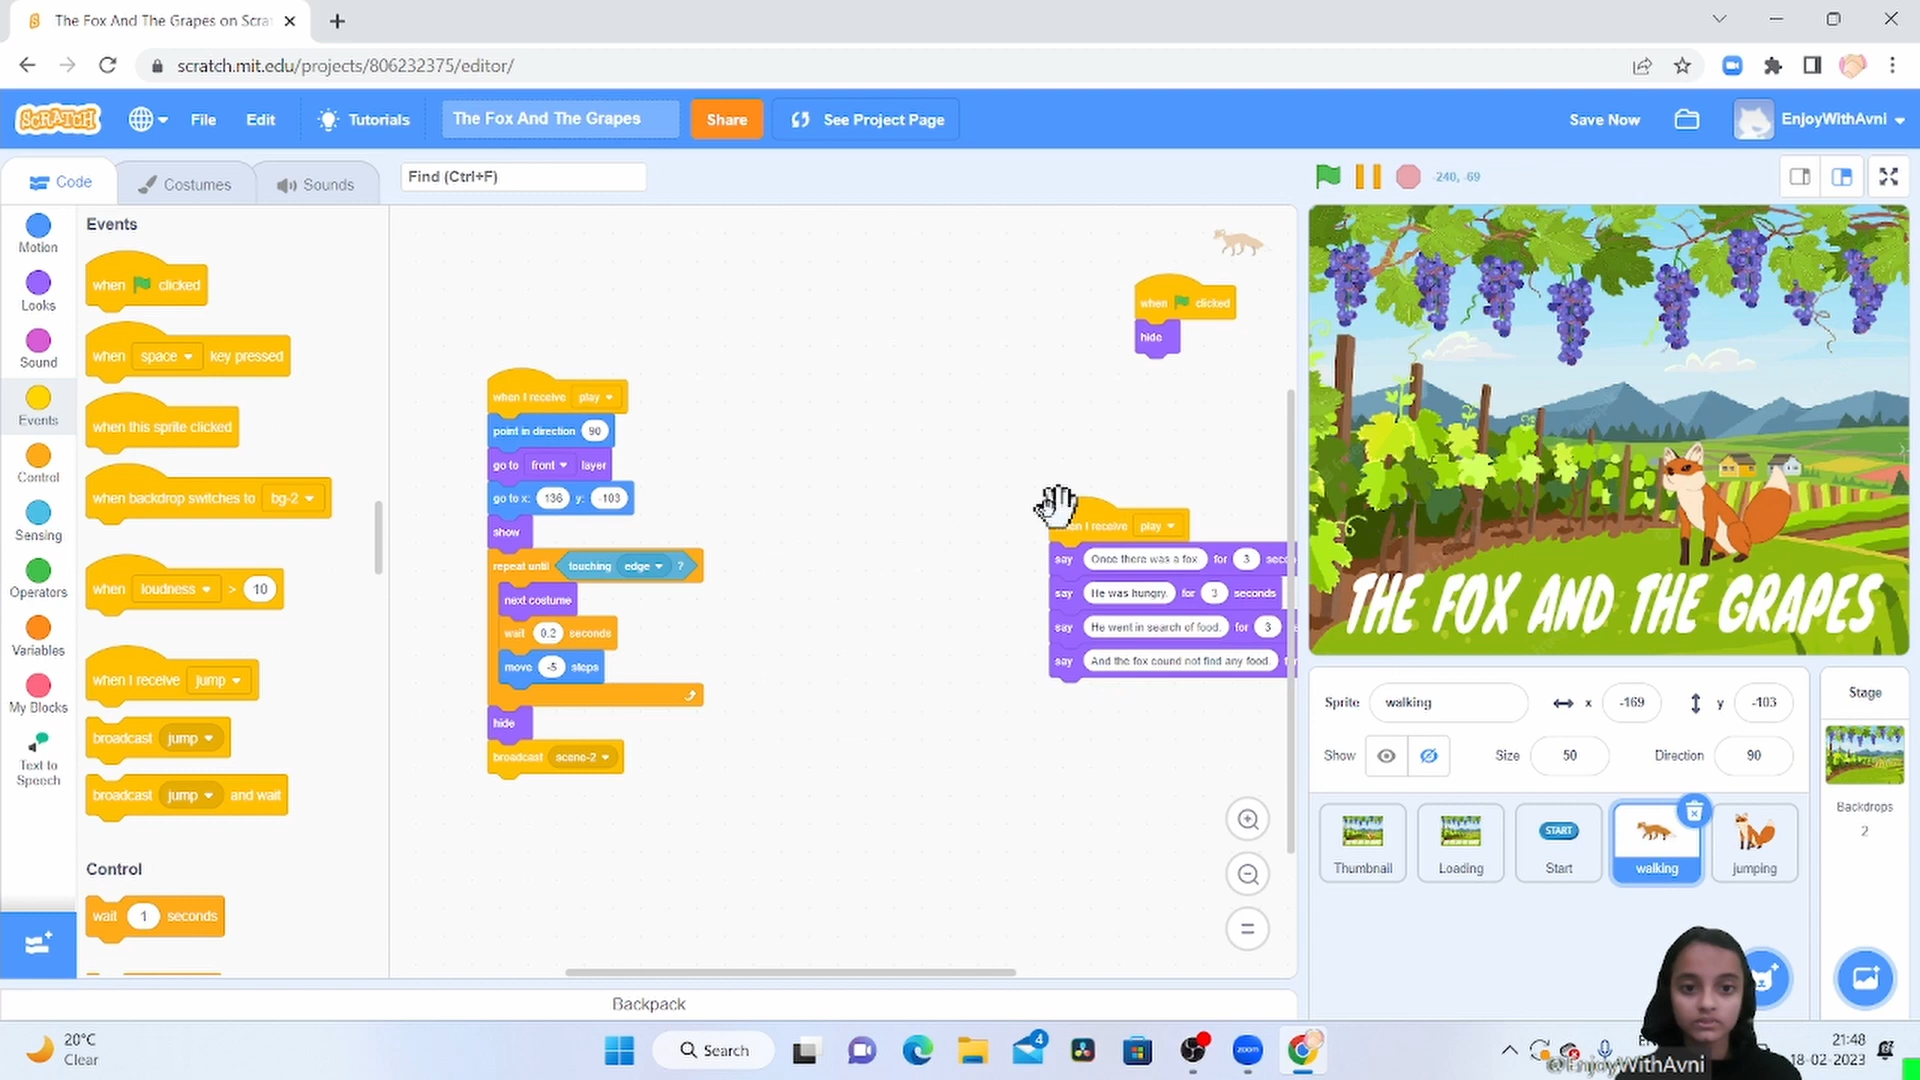 The Fox And The Grapes on Scra
scratch.mit.edu/projects/806232375/editor/
SCRATCH
File
Edit
Tutorials
The Fox And The Grapes
Share
See Project Page
Save Now
EnjoyWithAvni
Code
Costumes
Sounds
Find (Ctrl+F)
-240, -69
Motion
Looks
Sound
Events
Control
Sensing
Operators
Variables
My Blocks
Text to
Speech
Events
when clicked
when space key pressed
when this sprite clicked
when backdrop switches to bg-2
when loudness > 10
when I receive jump
broadcast jump
broadcast jump and wait
Control
wait 1 seconds
when I receive play
point in direction 90
go to front layer
go to x: 136 y: -103
show
repeat until touching edge ?
next costume
wait 0.2 seconds
move -5 steps
hide
broadcast scene-2
when clicked
hide
I receive play
say Once there was a fox for 3
say He was hungry. for 3 seconds
say He went in search of food. for 3
say And the fox cound not find any food.
THE FOX AND THE GRAPES
Sprite walking x -169 y -103
Show Size 50 Direction 90
Stage
Backdrops
2
Thumbnail
Loading
START
Start
walking
jumping
Backpack
20°C
Clear
Search
4
zoom
21:48
18-02-2023
@EnjoyWithAvni